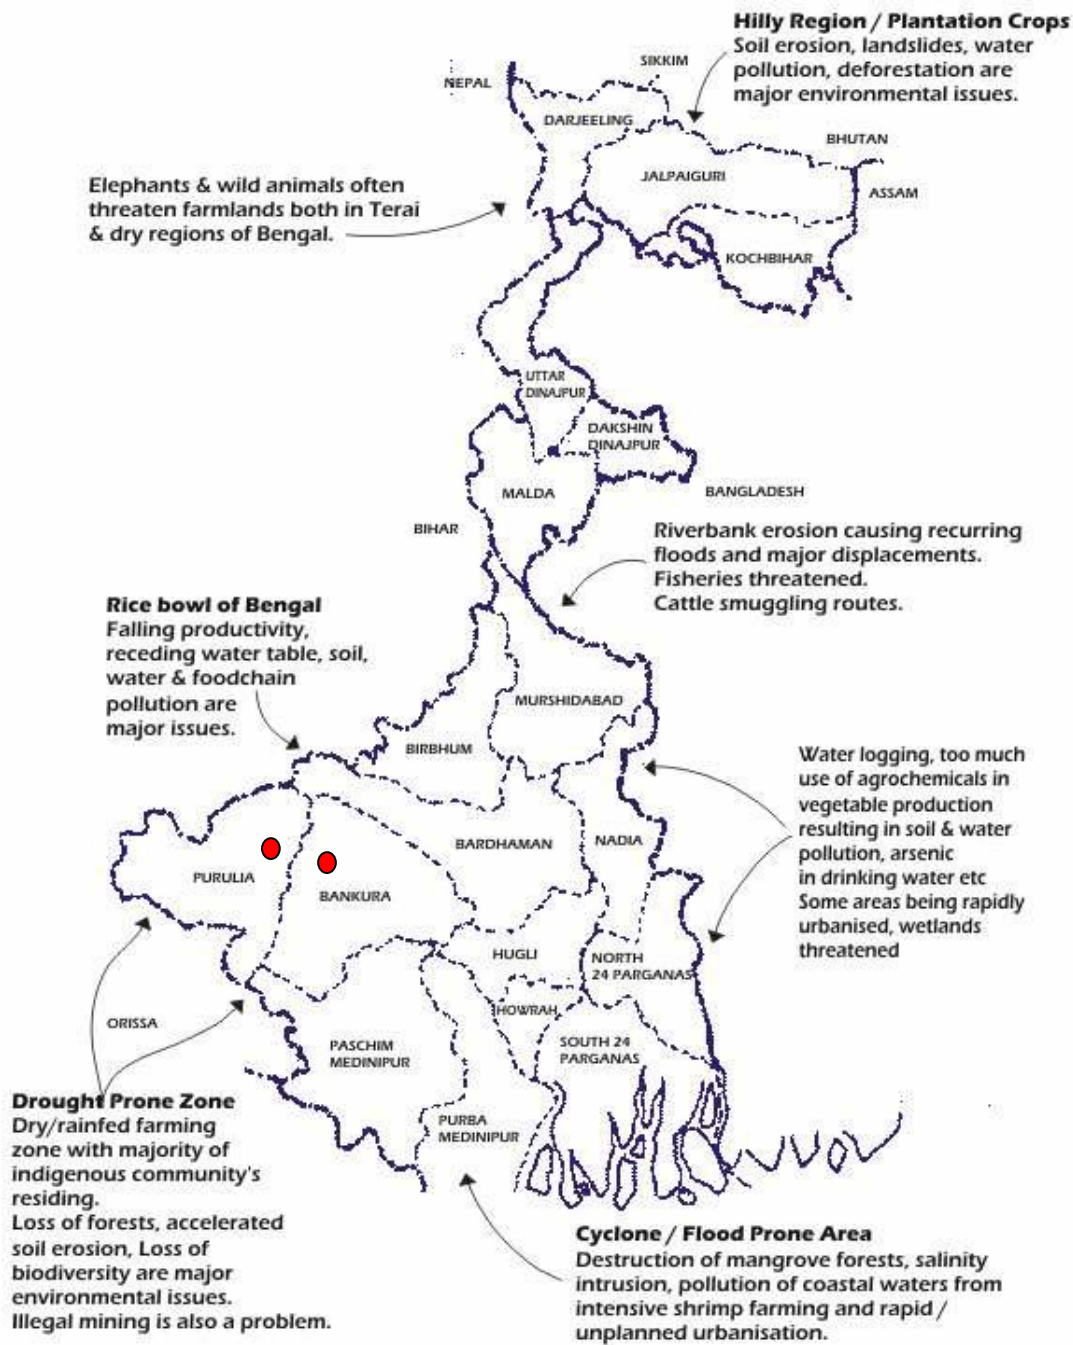 Hilly Region / Plantation Crops
Soil erosion, landslides, water
pollution, deforestation are
major environmental issues.
SIKKIM
NEPAL
DARJEELING
BHUTAN
JALPAIGURI
ASSAM
Elephants & wild animals often
threaten farmlands both in Terai
& dry regions of Bengal.
KOCHBIHAR
UTTAR
DINAJPUR
DAKSHIN
DINAJPUR
MALDA
BANGLADESH
BIHAR
Riverbank erosion causing recurring
floods and major displacements.
Fisheries threatened.
Cattle smuggling routes.
Rice bowl of Bengal
Falling productivity,
receding water table, soil,
water & foodchain
pollution are
major issues.
MURSHIDABAD
BIRBHUM
Water logging, too much
use of agrochemicals in
vegetable production
resulting in soil & water
pollution, arsenic
in drinking water etc
Some areas being rapidly
urbanised, wetlands
threatened
BARDHAMAN
NADIA
PURULIA
BANKURA
HUGLI
NORTH
24 PARGANAS
HOWRAH
ORISSA
PASCHIM
MEDINIPUR
SOUTH 24
PARGANAS
PURBA
MEDINIPUR
Drought Prone Zone
Dry/rainfed farming
zone with majority of
indigenous community's
residing.
Loss of forests, accelerated
soil erosion, Loss of
biodiversity are major
environmental issues.
Illegal mining is also a problem.
Cyclone / Flood Prone Area
Destruction of mangrove forests, salinity
intrusion, pollution of coastal waters from
intensive shrimp farming and rapid /
unplanned urbanisation.